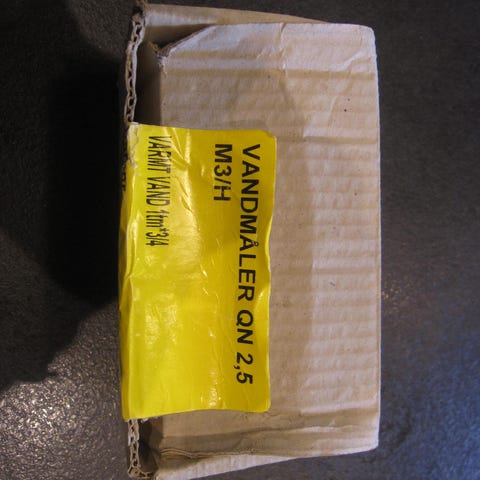 VANDMÅLER QN 2,5
M3/H
VARMT VAND 1tm*3/4